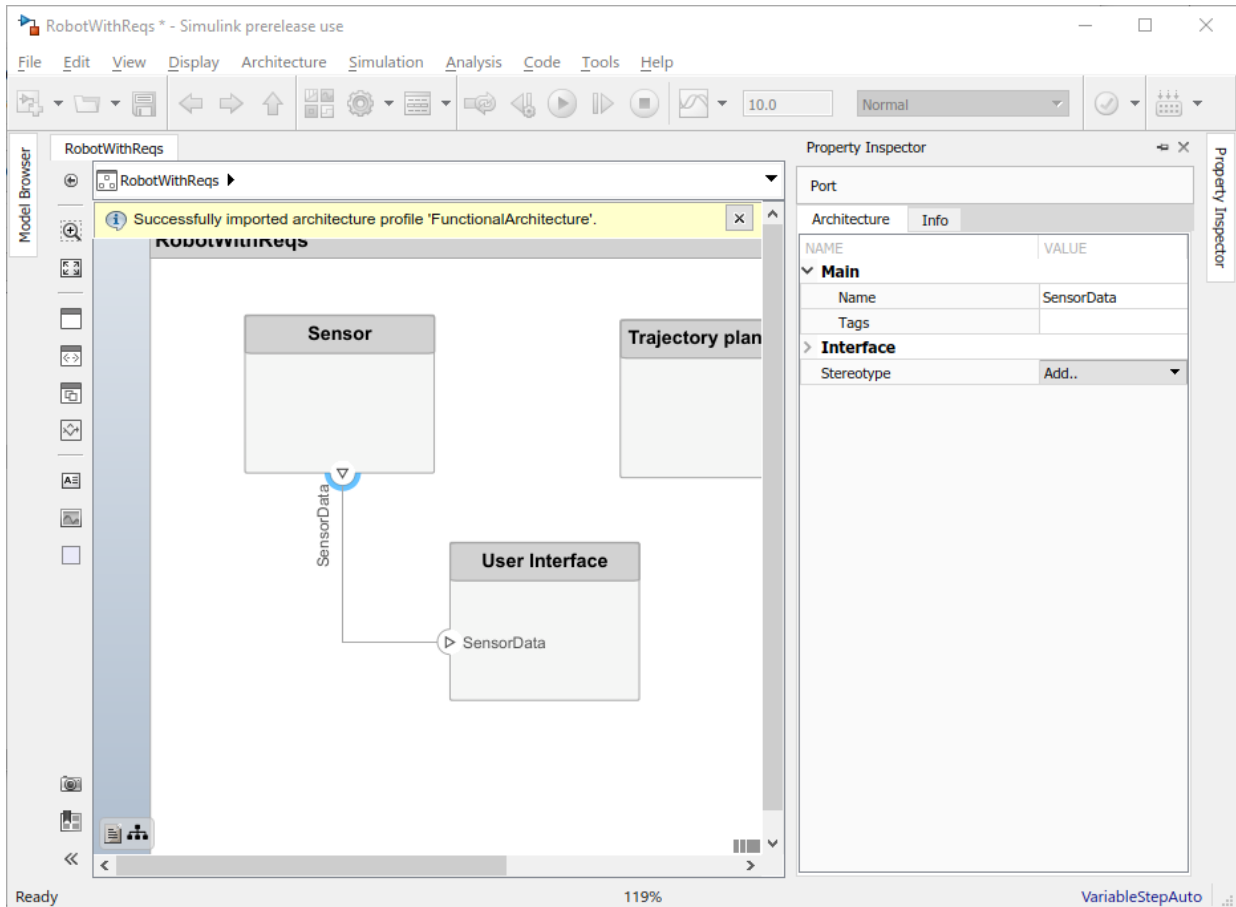 RobotWithReqs * - Simulink prerelease use
File Edit View Display Architecture Simulation Analysis Code Tools Help
10.0 Normal
Model Browser
RobotWithReqs
RobotWithReqs
Successfully imported architecture profile 'FunctionalArchitecture'.
RobotWithReqs
Sensor
Trajectory plan
SensorData
User Interface
SensorData
Property Inspector
Port
Architecture Info
NAME VALUE
Main
Name SensorData
Tags
Interface
Stereotype Add..
Property Inspector
Ready 119% VariableStepAuto